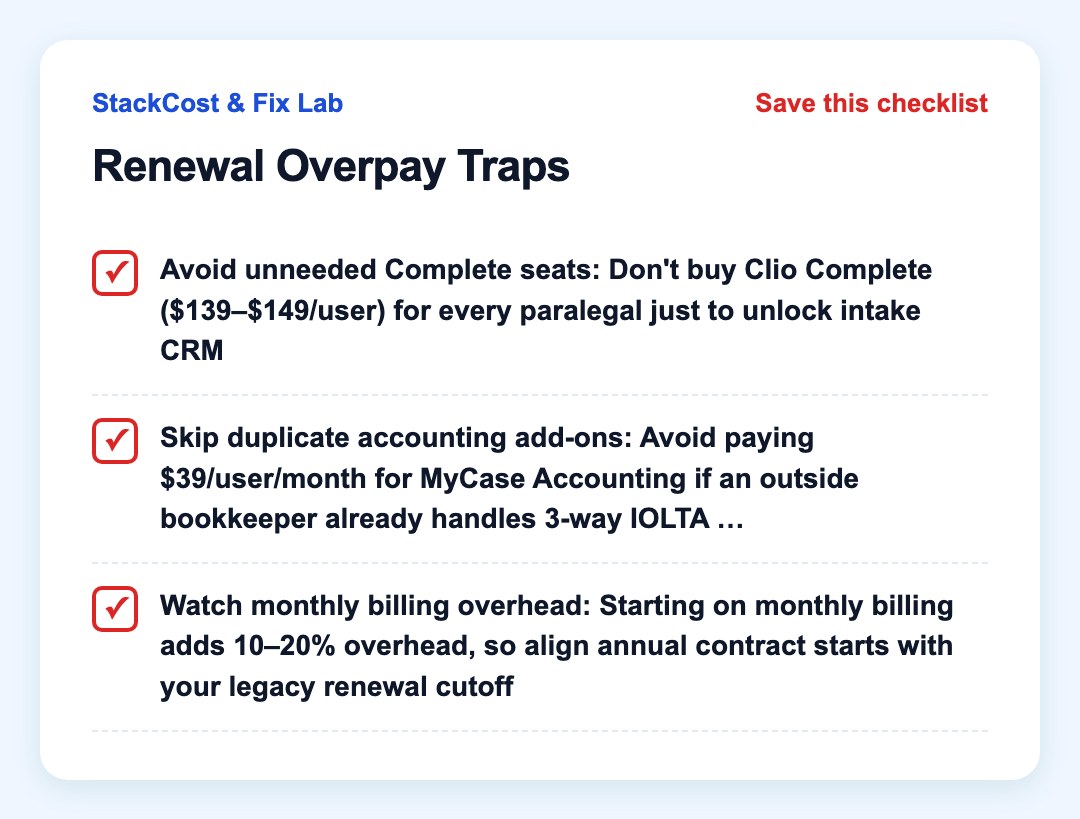 StackCost & Fix Lab
Save this checklist
Renewal Overpay Traps
Avoid unneeded Complete seats: Don't buy Clio Complete
($139–$149/user) for every paralegal just to unlock intake
CRM
Skip duplicate accounting add-ons: Avoid paying
$39/user/month for MyCase Accounting if an outside
bookkeeper already handles 3-way IOLTA …
Watch monthly billing overhead: Starting on monthly billing
adds 10–20% overhead, so align annual contract starts with
your legacy renewal cutoff